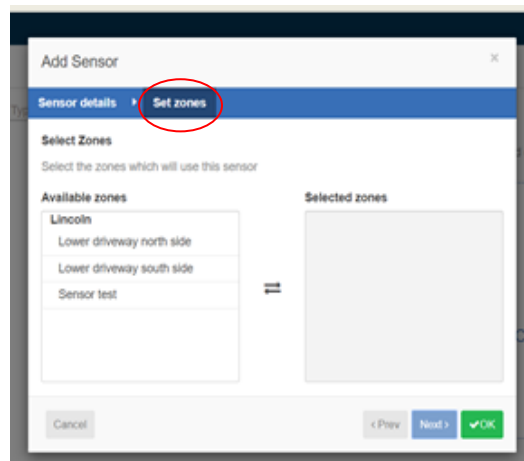 Add Sensor
Sensor details
Set zones
Select Zones
Select the zones which will use this sensor
Available zones
Selected zones
Lincoln
Lower driveway north side
Lower driveway south side
Sensor test
Cancel
< Prev
Next >
OK